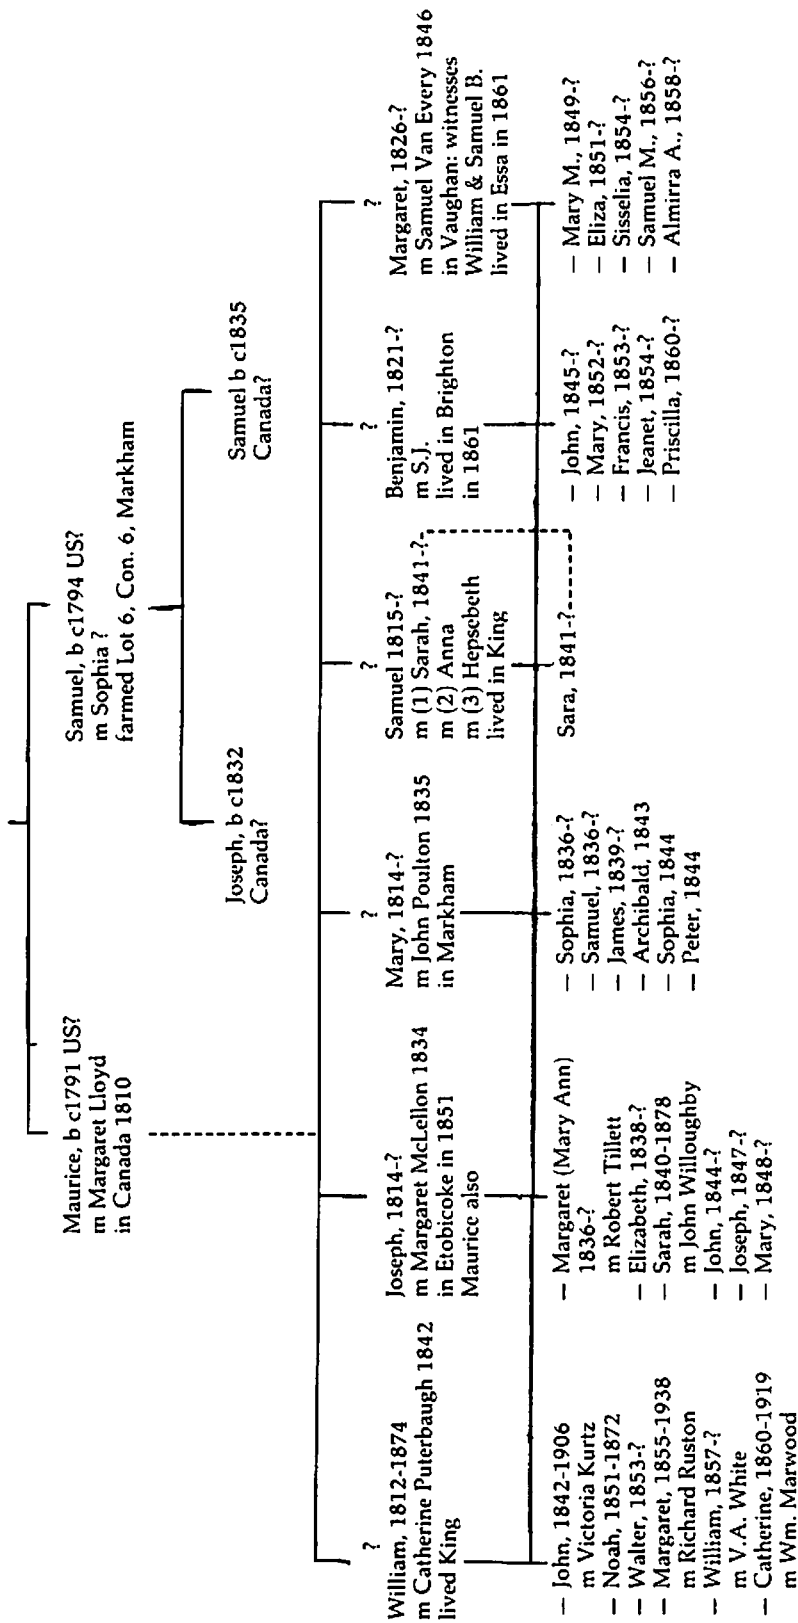 Maurice, b c1791 US?
m Margaret Lloyd
in Canada 1810
Samuel, b c1794 US?
m Sophia ?
farmed Lot 6, Con. 6, Markham
Joseph, b c1832
Canada?
Samuel b c1835
Canada?
?
William, 1812-1874
m Catherine Puterbaugh 1842
lived King
Joseph, 1814-?
m Margaret McLellon 1834
in Etobicoke in 1851
Maurice also
?
Mary, 1814-?
m John Poulton 1835
in Markham
?
Samuel 1815-?
m (1) Sarah, 1841-?
m (2) Anna
m (3) Hepsebeth
lived in King
?
Benjamin, 1821-?
m S.J.
lived in Brighton
in 1861
?
Margaret, 1826-?
m Samuel Van Every 1846
in Vaughan: witnesses
William & Samuel B.
lived in Essa in 1861
– John, 1842-1906
m Victoria Kurtz
– Noah, 1851-1872
– Walter, 1853-?
– Margaret, 1855-1938
m Richard Ruston
– William, 1857-?
m V.A. White
– Catherine, 1860-1919
m Wm. Marwood
– Margaret (Mary Ann)
1836-?
m Robert Tillett
– Elizabeth, 1838-?
– Sarah, 1840-1878
m John Willoughby
– John, 1844-?
– Joseph, 1847-?
– Mary, 1848-?
– Sophia, 1836-?
– Samuel, 1836-?
– James, 1839-?
– Archibald, 1843
– Sophia, 1844
– Peter, 1844
Sara, 1841-?
– John, 1845-?
– Mary, 1852-?
– Francis, 1853-?
– Jeanet, 1854-?
– Priscilla, 1860-?
– Mary M., 1849-?
– Eliza, 1851-?
– Sisselia, 1854-?
– Samuel M., 1856-?
– Almirra A., 1858-?